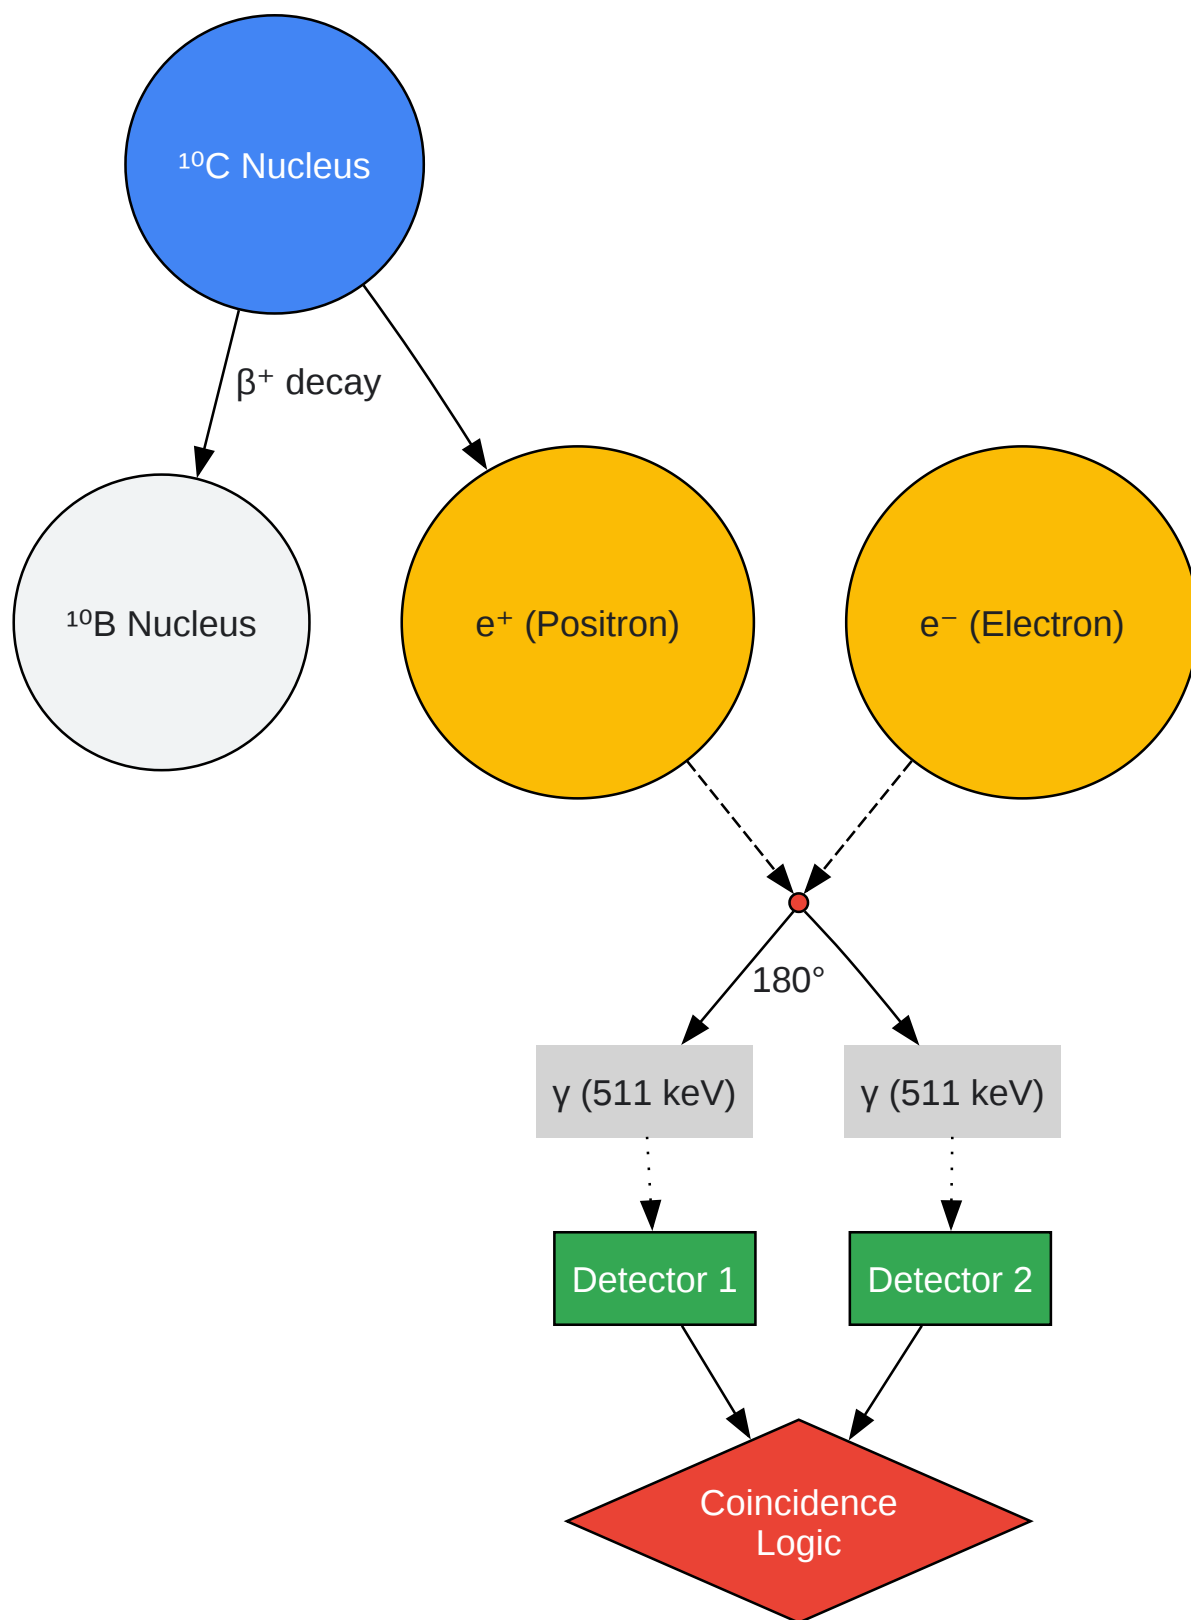 ¹⁰C Nucleus
β⁺ decay
¹⁰B Nucleus
e⁺ (Positron)
e⁻ (Electron)
180°
γ (511 keV)
γ (511 keV)
Detector 1
Detector 2
Coincidence
Logic